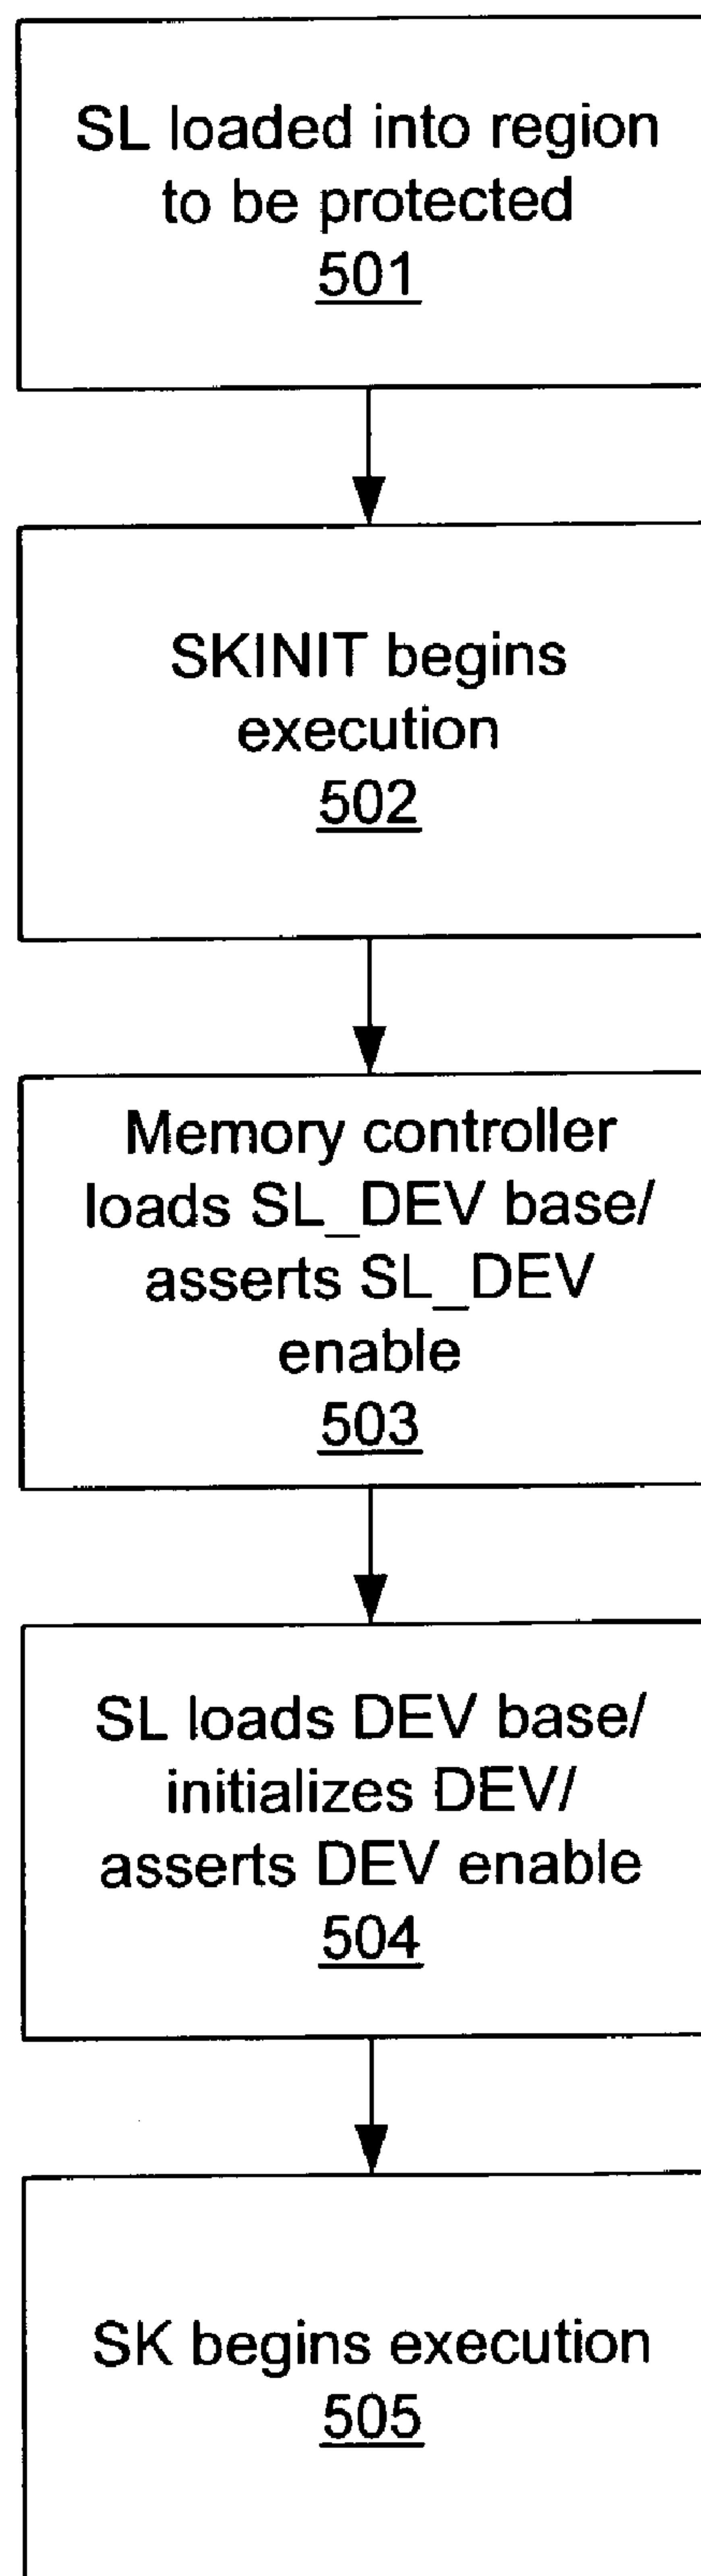 SL loaded into region
to be protected
501
SKINIT begins
execution
502
Memory controller
loads SL_DEV base/
asserts SL_DEV
enable
503
SL loads DEV base/
initializes DEV/
asserts DEV enable
504
SK begins execution
505